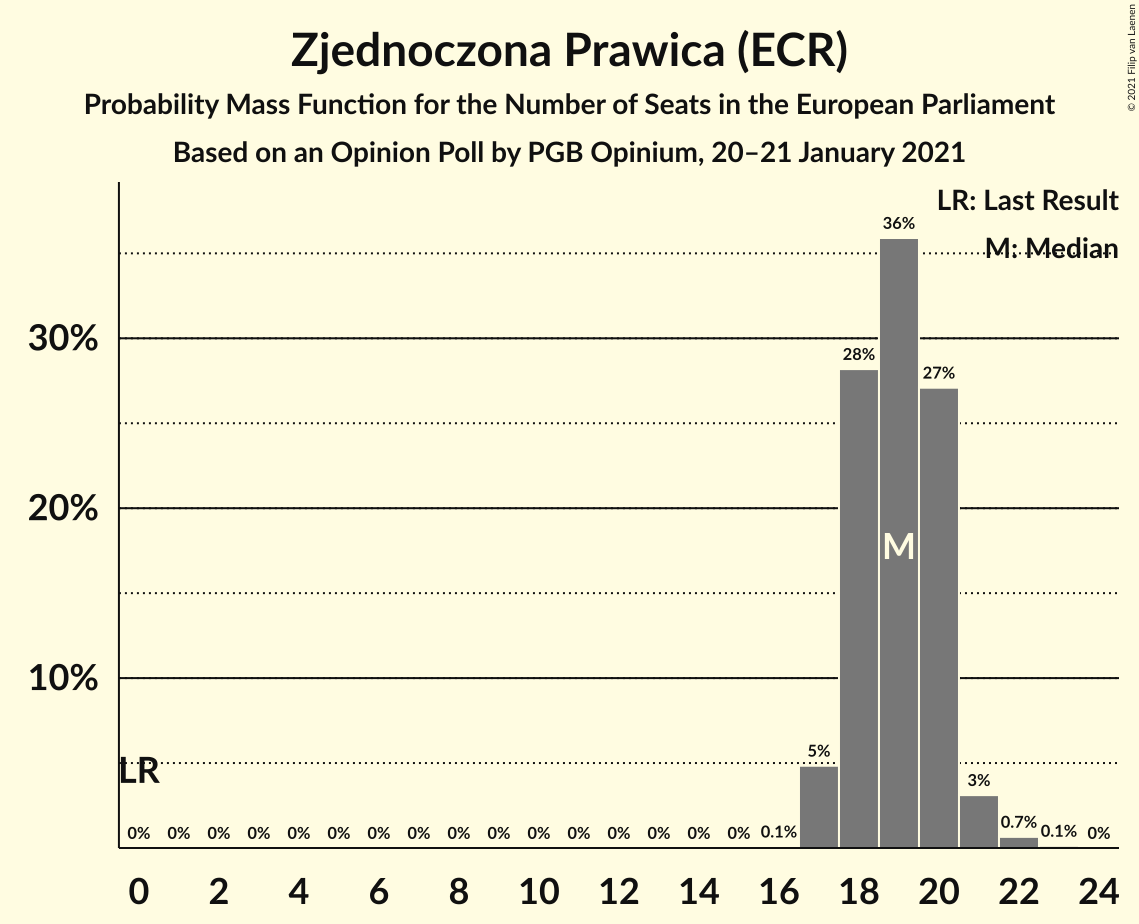 Zjednoczona Prawica (ECR)
Probability Mass Function for the Number of Seats in the European Parliament
Based on an Opinion Poll by PGB Opinium, 20–21 January 2021
© 2021 Filip van Laenen
LR: Last Result
M: Median
36%
30%
28%
27%
20%
M
10%
5%
LR
3%
0% 0% 0% 0% 0% 0% 0% 0% 0% 0% 0% 0% 0% 0% 0% 0% 0.1% 0.7% 0.1% 0%
0 2 4 6 8 10 12 14 16 18 20 22 24